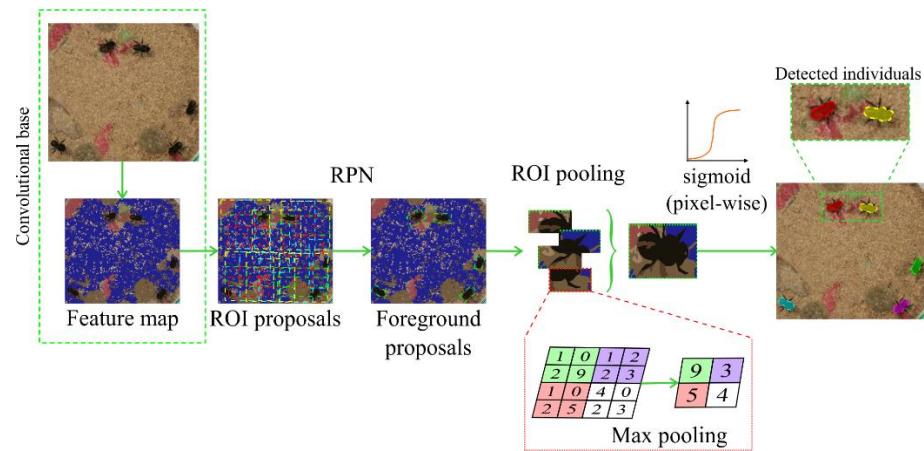 Convolutional base
Feature map
RPN
ROI proposals
Foreground
proposals
ROI pooling
1 0 1 2
2 9 2 3
1 0 4 0
2 5 2 3
9 3
5 4
Max pooling
sigmoid
(pixel-wise)
Detected individuals